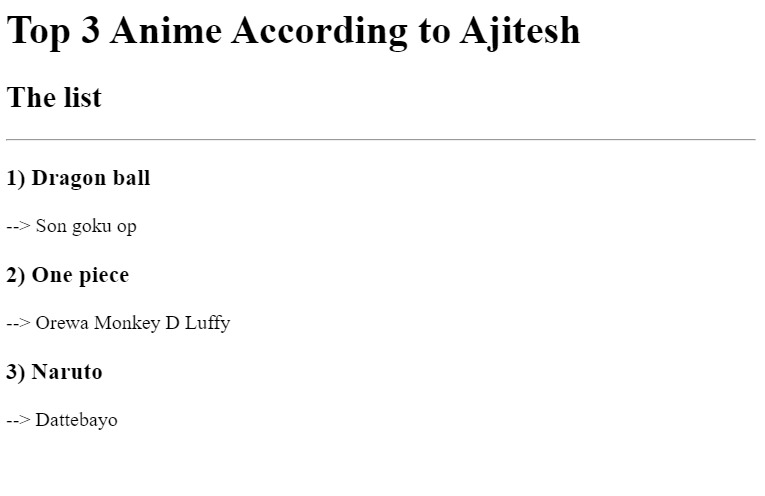 Top 3 Anime According to Ajitesh
The list
1) Dragon ball
--> Son goku op
2) One piece
--> Orewa Monkey D Luffy
3) Naruto
--> Dattebayo